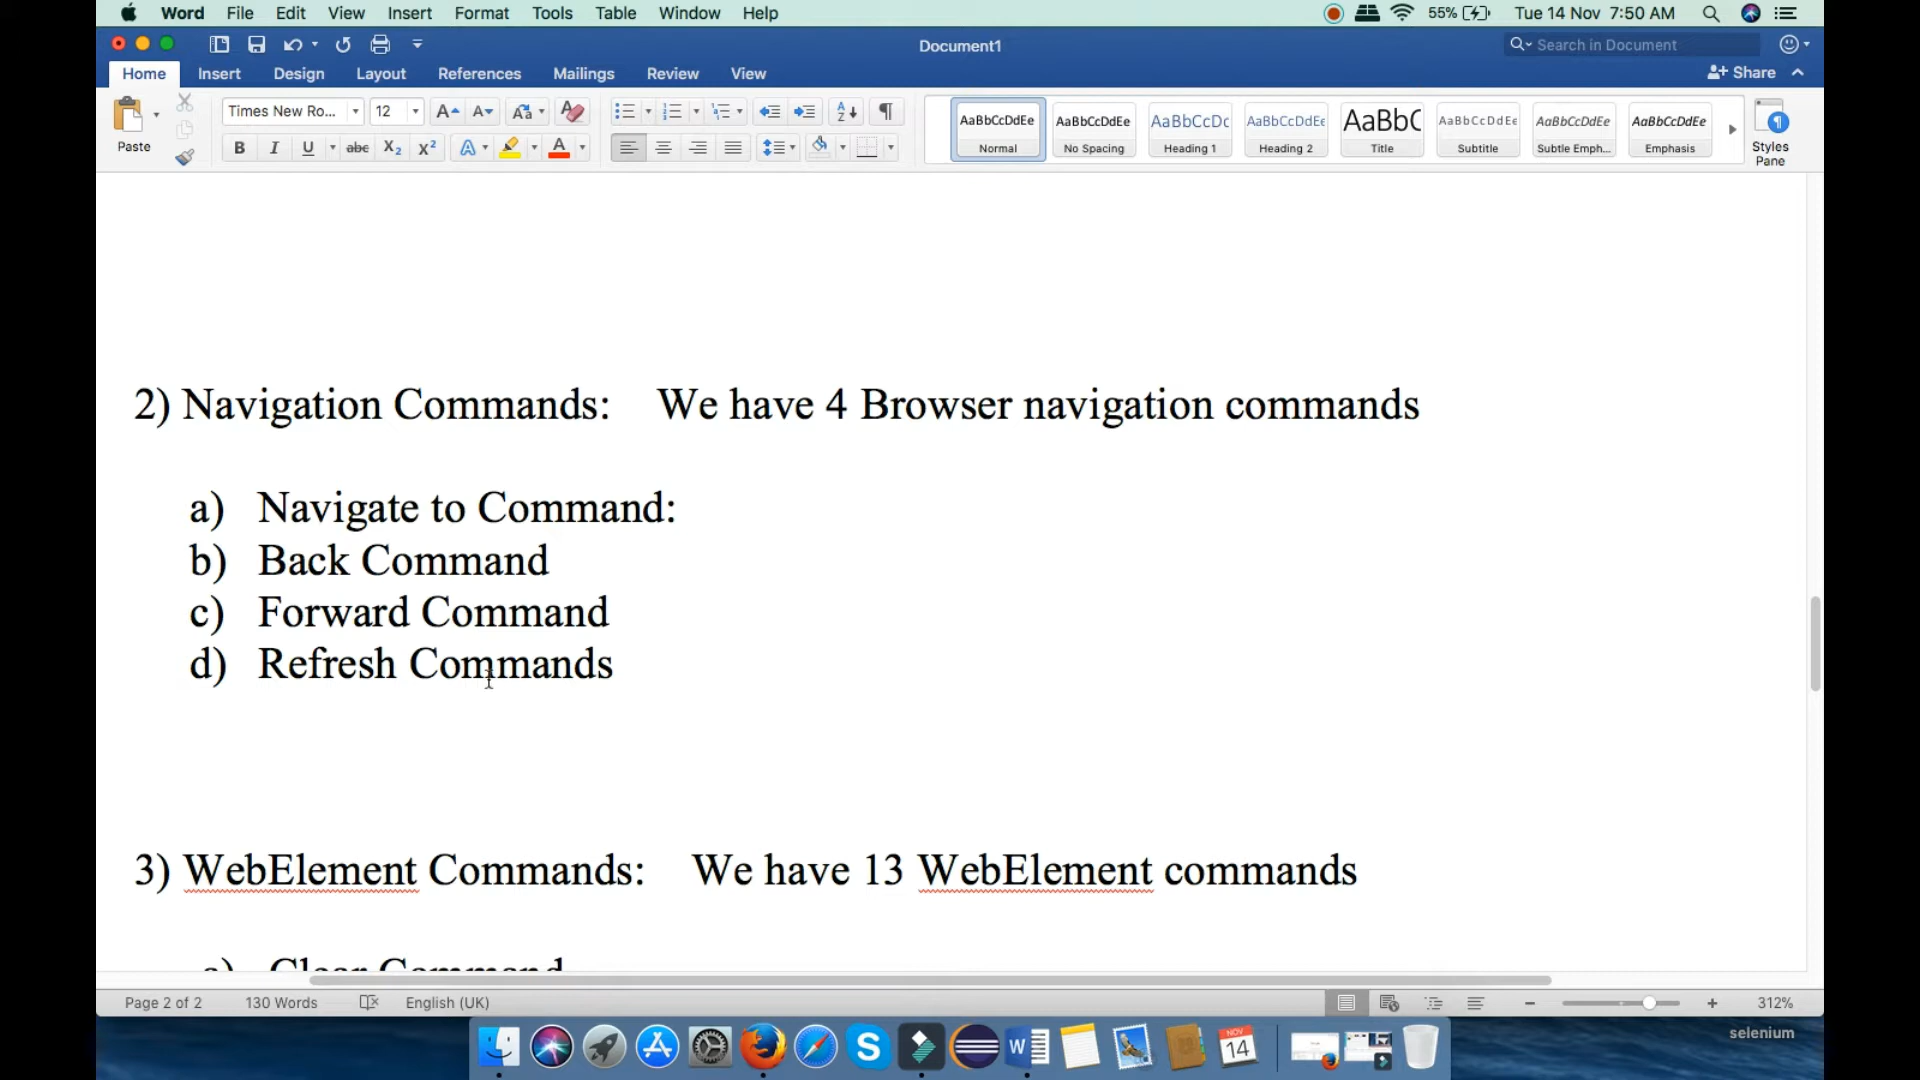 Word File Edit View Insert Format Tools Table Window Help 55% Tue 14 Nov 7:50 AM
Document1
Search in Document
Home Insert Design Layout References Mailings Review View Share
Paste
Times New Ro... 12
AaBbCcDdEe AaBbCcDdEe AaBbCcDc AaBbCcDdEe AaBbC AaBbCcDdEe AaBbCcDdEe AaBbCcDdEe
Normal No Spacing Heading 1 Heading 2 Title Subtitle Subtle Emph... Emphasis
Styles
Pane
2) Navigation Commands: We have 4 Browser navigation commands
a) Navigate to Command:
b) Back Command
c) Forward Command
d) Refresh Commands
3) WebElement Commands: We have 13 WebElement commands
a) Clear Command
Page 2 of 2 130 Words English (UK) 312%
selenium
NOV
14